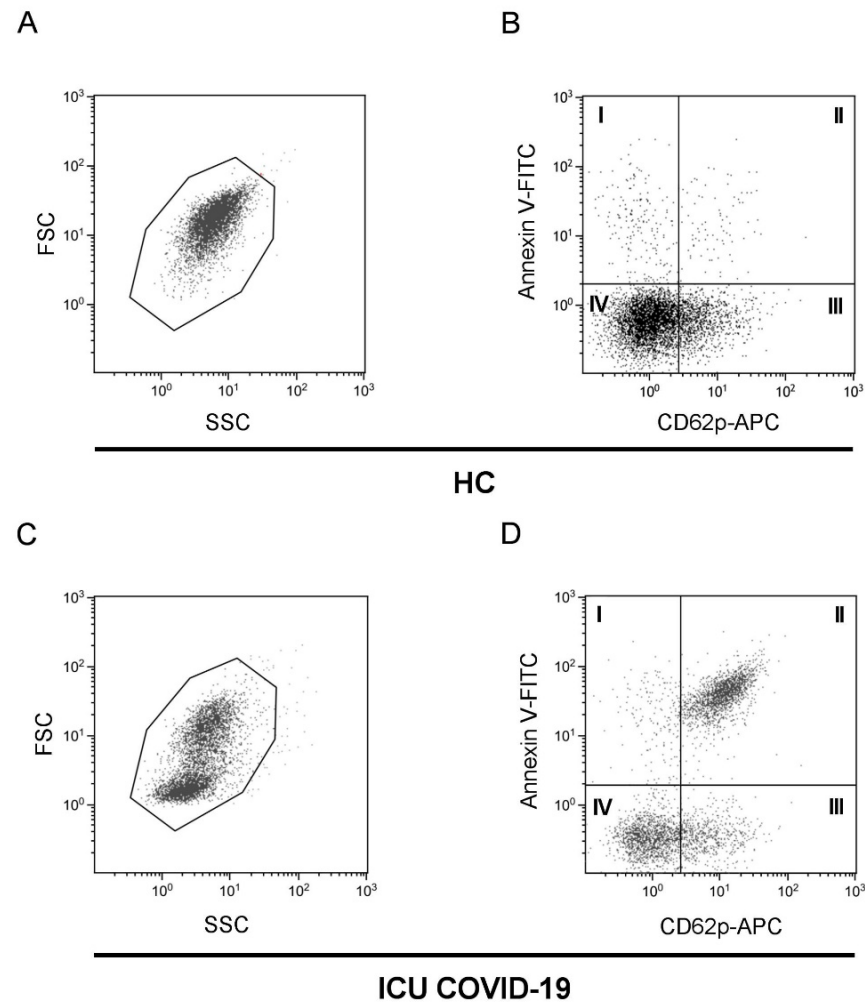 A
B
10³
10²
10¹
10⁰
FSC
10⁰ 10¹ 10² 10³
SSC
10³
10²
10¹
10⁰
Annexin V-FITC
I II
IV III
10⁰ 10¹ 10² 10³
CD62p-APC
HC
C
D
10³
10²
10¹
10⁰
FSC
10⁰ 10¹ 10² 10³
SSC
10³
10²
10¹
10⁰
Annexin V-FITC
I II
IV III
10⁰ 10¹ 10² 10³
CD62p-APC
ICU COVID-19